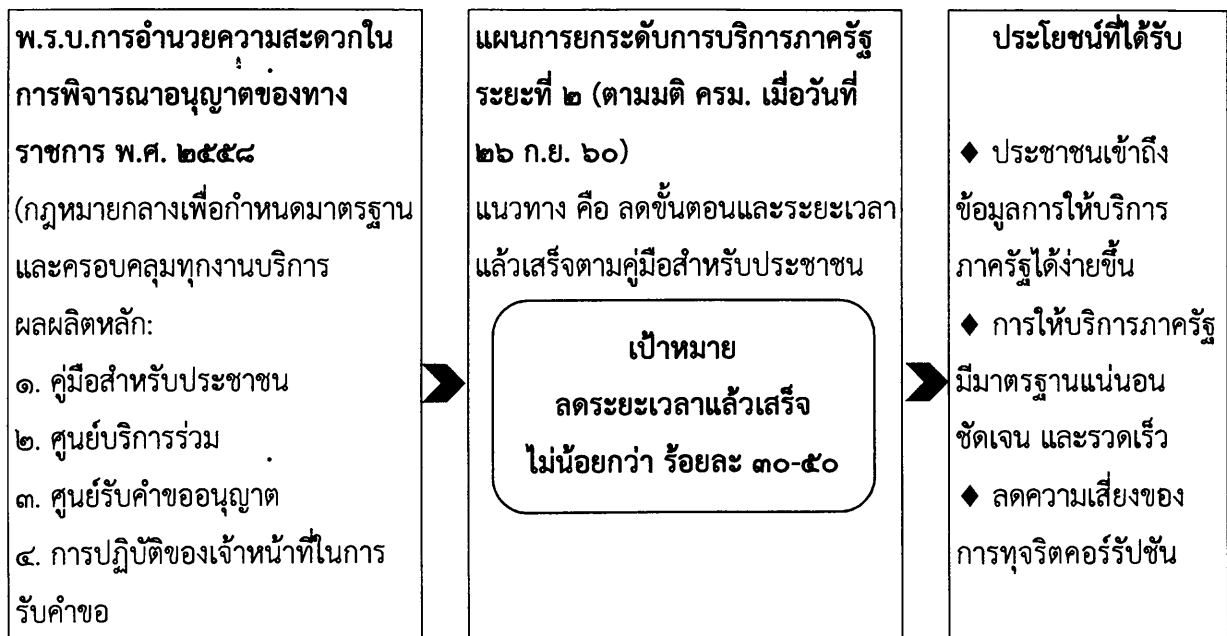 พ.ร.บ.การอำนวยความสะดวกใน
การพิจารณาอนุญาตของทาง
ราชการ พ.ศ. ๒๕๕๘
(กฎหมายกลางเพื่อกำหนดมาตรฐาน
และครอบคลุมทุกงานบริการ
ผลผลิตหลัก:
๑. คู่มือสำหรับประชาชน
๒. ศูนย์บริการร่วม
๓. ศูนย์รับคำขออนุญาต
๔. การปฏิบัติของเจ้าหน้าที่ในการ
รับคำขอ
แผนการยกระดับการบริการภาครัฐ
ระยะที่ ๒ (ตามมติ ครม. เมื่อวันที่
๒๖ ก.ย. ๖๐)
แนวทาง คือ ลดขั้นตอนและระยะเวลา
แล้วเสร็จตามคู่มือสำหรับประชาชน
เป้าหมาย
ลดระยะเวลาแล้วเสร็จ
ไม่น้อยกว่า ร้อยละ ๓๐-๕๐
ประโยชน์ที่ได้รับ
♦ ประชาชนเข้าถึง
ข้อมูลการให้บริการ
ภาครัฐได้ง่ายขึ้น
♦ การให้บริการภาครัฐ
มีมาตรฐานแน่นอน
ชัดเจน และรวดเร็ว
♦ ลดความเสี่ยงของ
การทุจริตคอร์รัปชัน